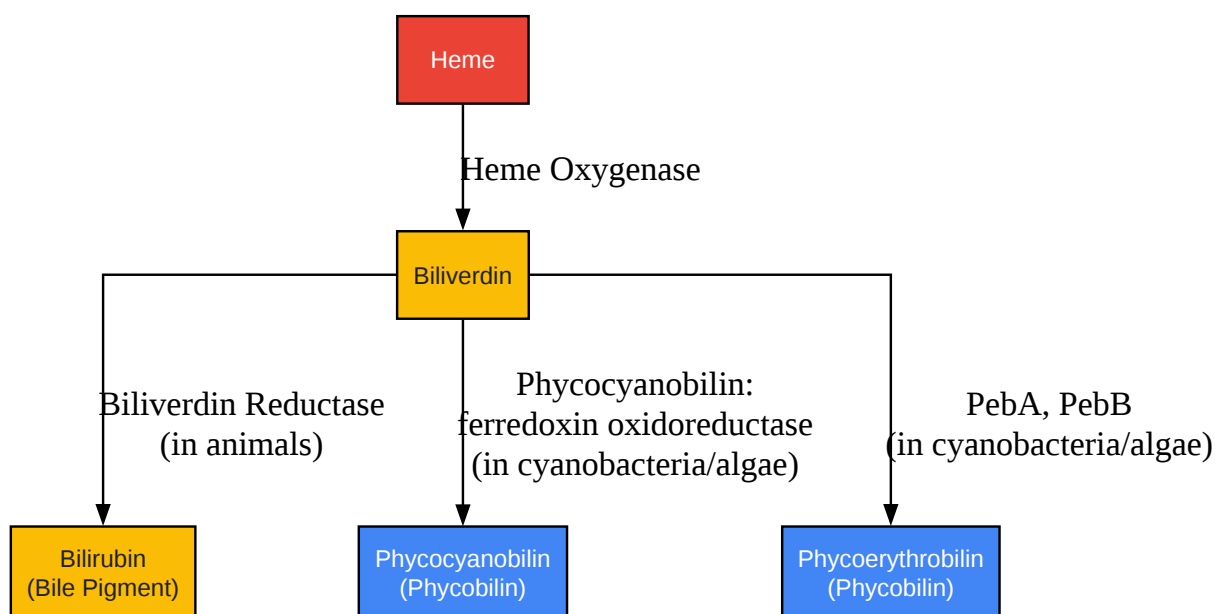 Heme
Heme Oxygenase
Biliverdin
Biliverdin Reductase
(in animals)
Phycocyanobilin:
ferredoxin oxidoreductase
(in cyanobacteria/algae)
PebA, PebB
(in cyanobacteria/algae)
Bilirubin
(Bile Pigment)
Phycocyanobilin
(Phycobilin)
Phycoerythrobilin
(Phycobilin)